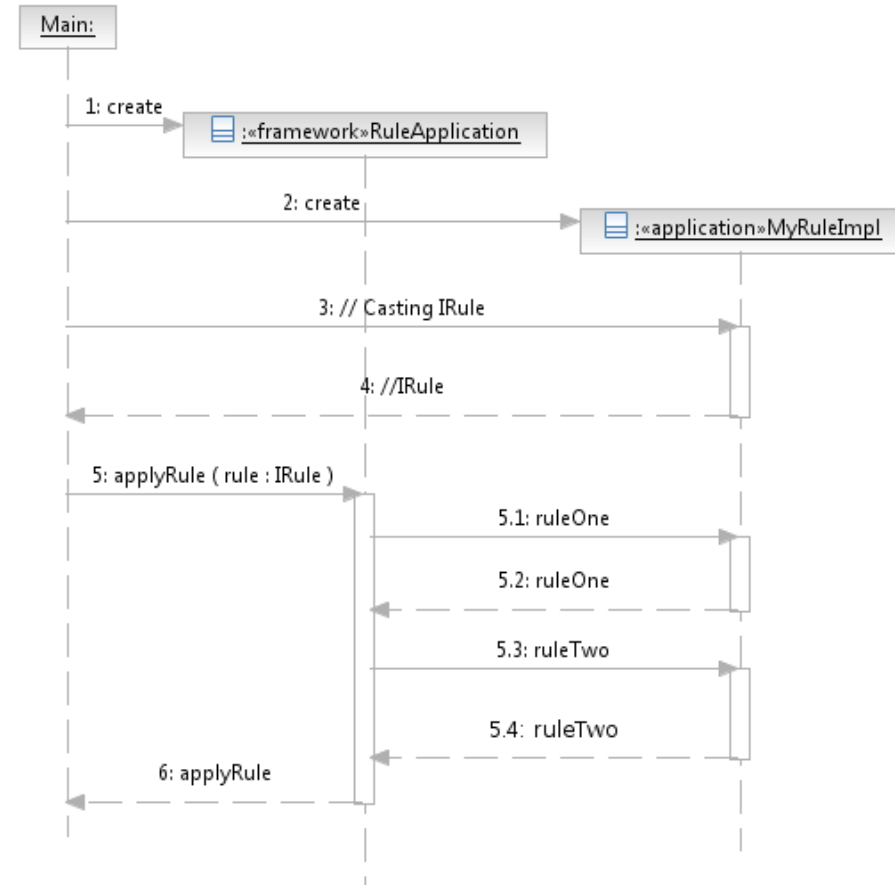 Main:
1: create
:«framework»RuleApplication
2: create
:«application»MyRuleImpl
3: // Casting IRule
4: //IRule
5: applyRule ( rule : IRule )
5.1: ruleOne
5.2: ruleOne
5.3: ruleTwo
5.4: ruleTwo
6: applyRule